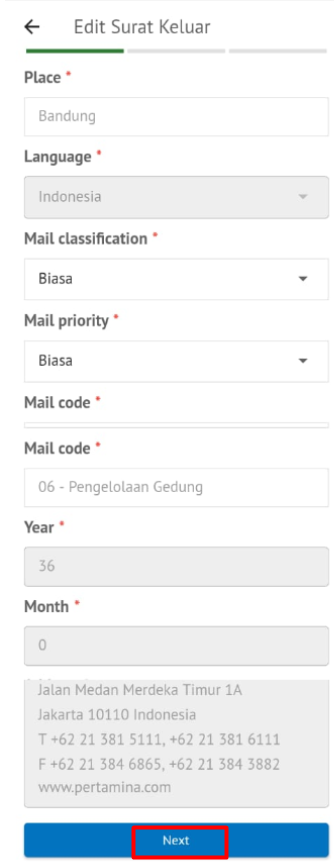 Edit Surat Keluar
Place *
Bandung
Language *
Indonesia
Mail classification *
Biasa
Mail priority *
Biasa
Mail code *
Mail code *
06 - Pengelolaan Gedung
Year *
36
Month *
0
Jalan Medan Merdeka Timur 1A
Jakarta 10110 Indonesia
T +62 21 381 5111, +62 21 381 6111
F +62 21 384 6865, +62 21 384 3882
www.pertamina.com
Next